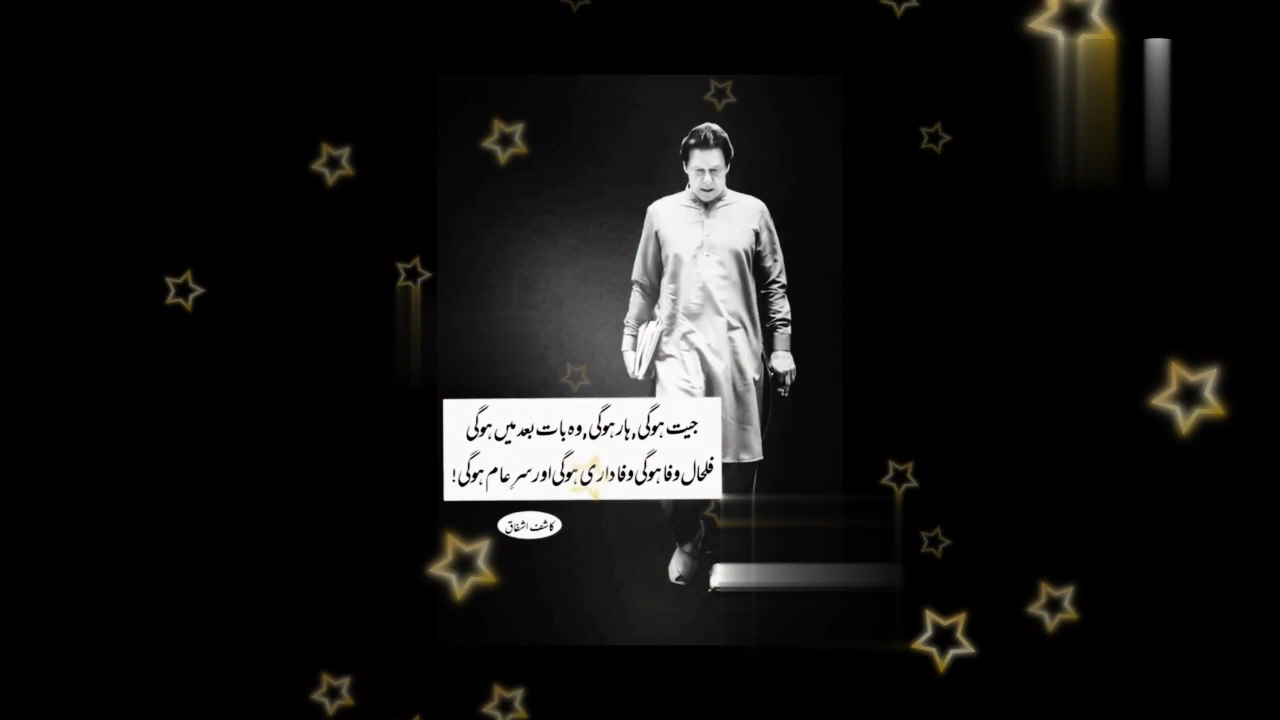 جیت ہوگی, ہار ہوگی, وہ بات بعد میں ہوگی
فلحال وفا ہوگی وفاداری ہوگی اور سرِ عام ہوگی!
کاشف اشفاق